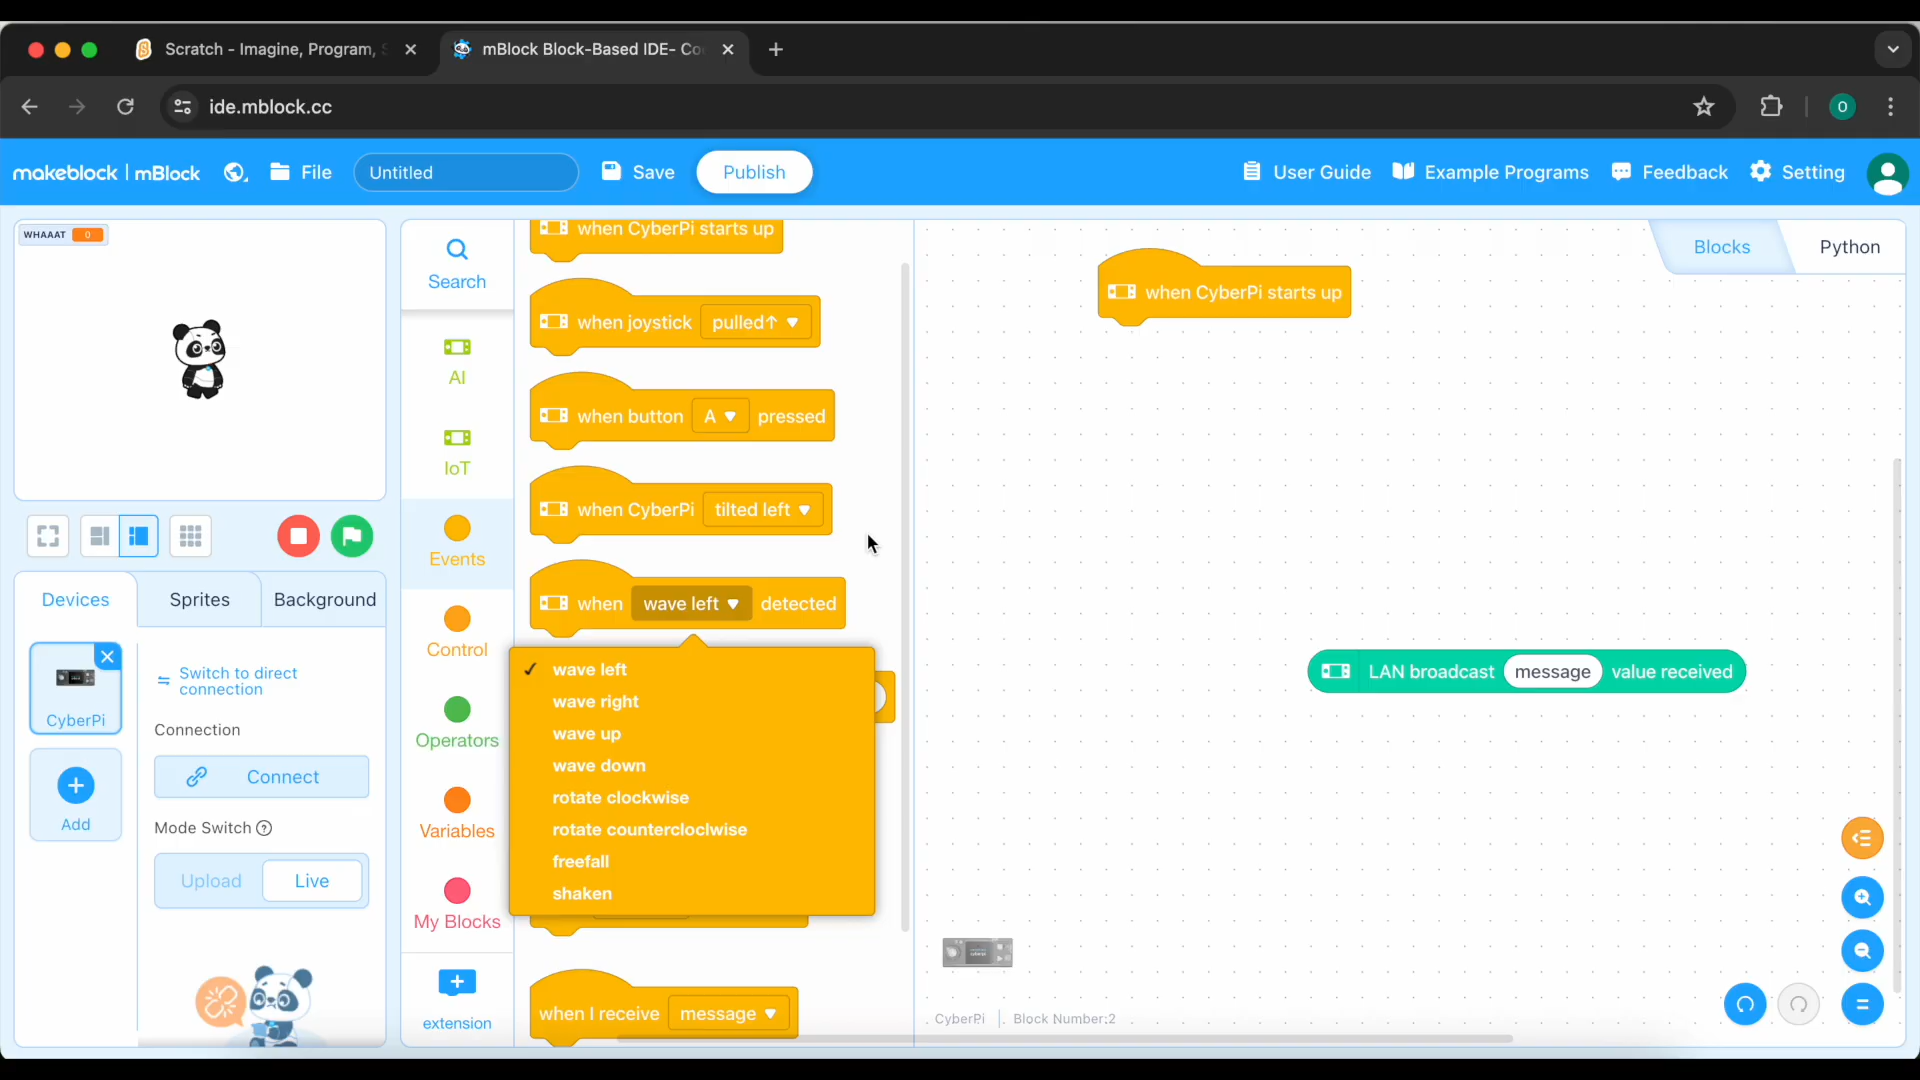 Scratch - Imagine, Program, S
mBlock Block-Based IDE- Co
ide.mblock.cc
O
makeblock | mBlock
File
Untitled
Save
Publish
User Guide
Example Programs
Feedback
Setting
WHAAAT 0
Search
AI
IoT
Events
Control
Operators
Variables
My Blocks
extension
when CyberPi starts up
when joystick pulled↑
when button A pressed
when CyberPi tilted left
when wave left detected
✓ wave left
wave right
wave up
wave down
rotate clockwise
rotate countercloclwise
freefall
shaken
when I receive message
Blocks
Python
when CyberPi starts up
LAN broadcast message value received
CyberPi | Block Number:2
Devices
Sprites
Background
CyberPi
Add
Switch to direct
connection
Connection
Connect
Mode Switch ?
Upload
Live